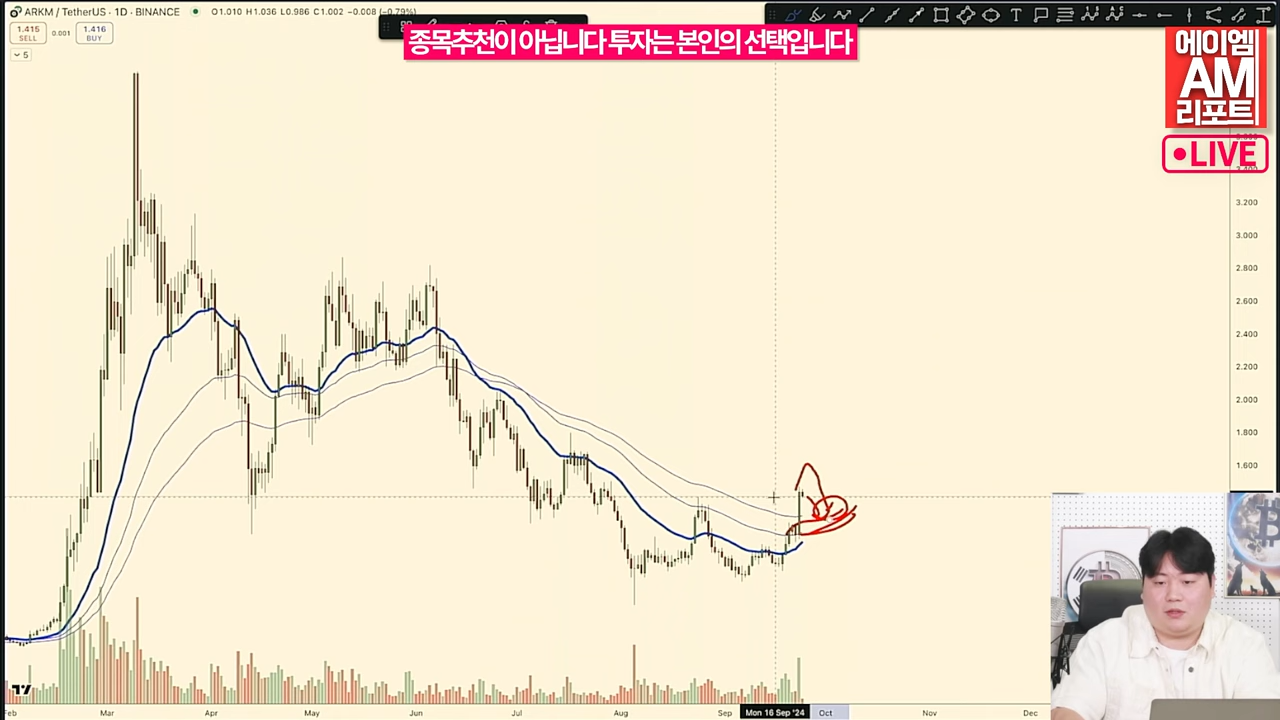 ARKM / TetherUS · 1D · BINANCE O1.010 H1.036 L0.986 C1.002 −0.008 (−0.79%)
1.415 SELL 0.001 1.416 BUY
5
종목추천이 아닙니다 투자는 본인의 선택입니다
에이엠
AM
리포트
LIVE
3.200
3.000
2.800
2.600
2.400
2.200
2.000
1.800
1.600
Feb Mar Apr May Jun Jul Aug Sep Mon 16 Sep '24 Oct Nov Dec